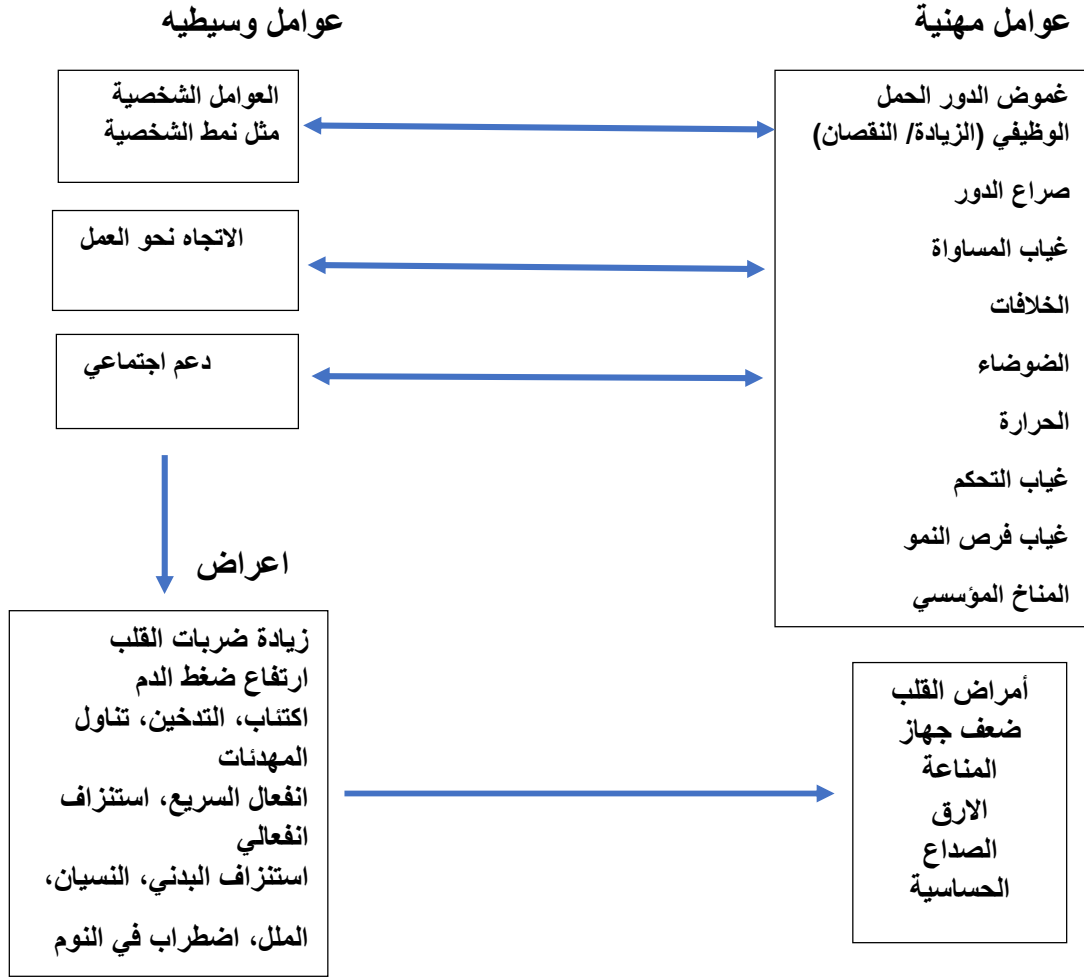 عوامل مهنية
عوامل وسيطيه
غموض الدور الحمل
الوظيفي (الزيادة/ النقصان)
صراع الدور
غياب المساواة
الخلافات
الضوضاء
الحرارة
غياب التحكم
غياب فرص النمو
المناخ المؤسسي
العوامل الشخصية
مثل نمط الشخصية
الاتجاه نحو العمل
دعم اجتماعي
اعراض
زيادة ضربات القلب
ارتفاع ضغط الدم
اكتئاب، التدخين، تناول
المهدئات
انفعال السريع، استنزاف
انفعالي
استنزاف البدني، النسيان،
الملل، اضطراب في النوم
أمراض القلب
ضعف جهاز
المناعة
الارق
الصداع
الحساسية